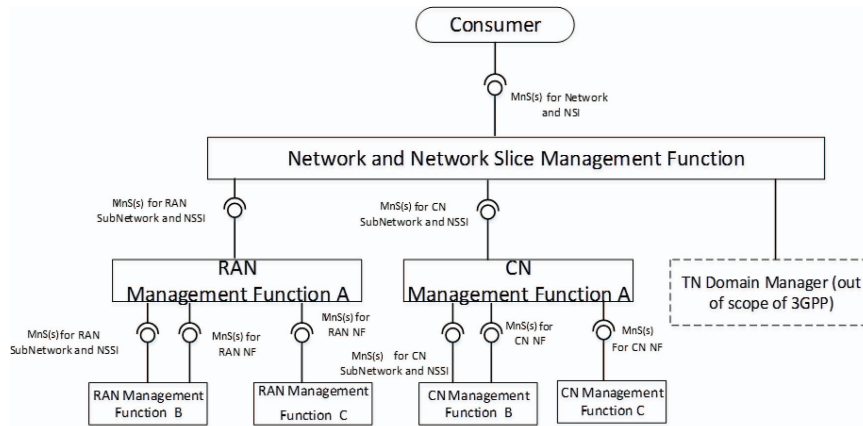 Consumer
MnS(s) for Network
and NSI
Network and Network Slice Management Function
MnS(s) for RAN
SubNetwork and NSSI
MnS(s) for CN
SubNetwork and NSSI
RAN
Management Function A
CN
Management Function A
TN Domain Manager (out
of scope of 3GPP)
MnS(s) for RAN
SubNetwork and NSSI
MnS(s) for
RAN NF
MnS(s) for
RAN NF
MnS(s) for CN
SubNetwork and NSSI
MnS(s) for
CN NF
MnS(s)
For CN NF
RAN Management
Function B
RAN Management
Function C
CN Management
Function B
CN Management
Function C